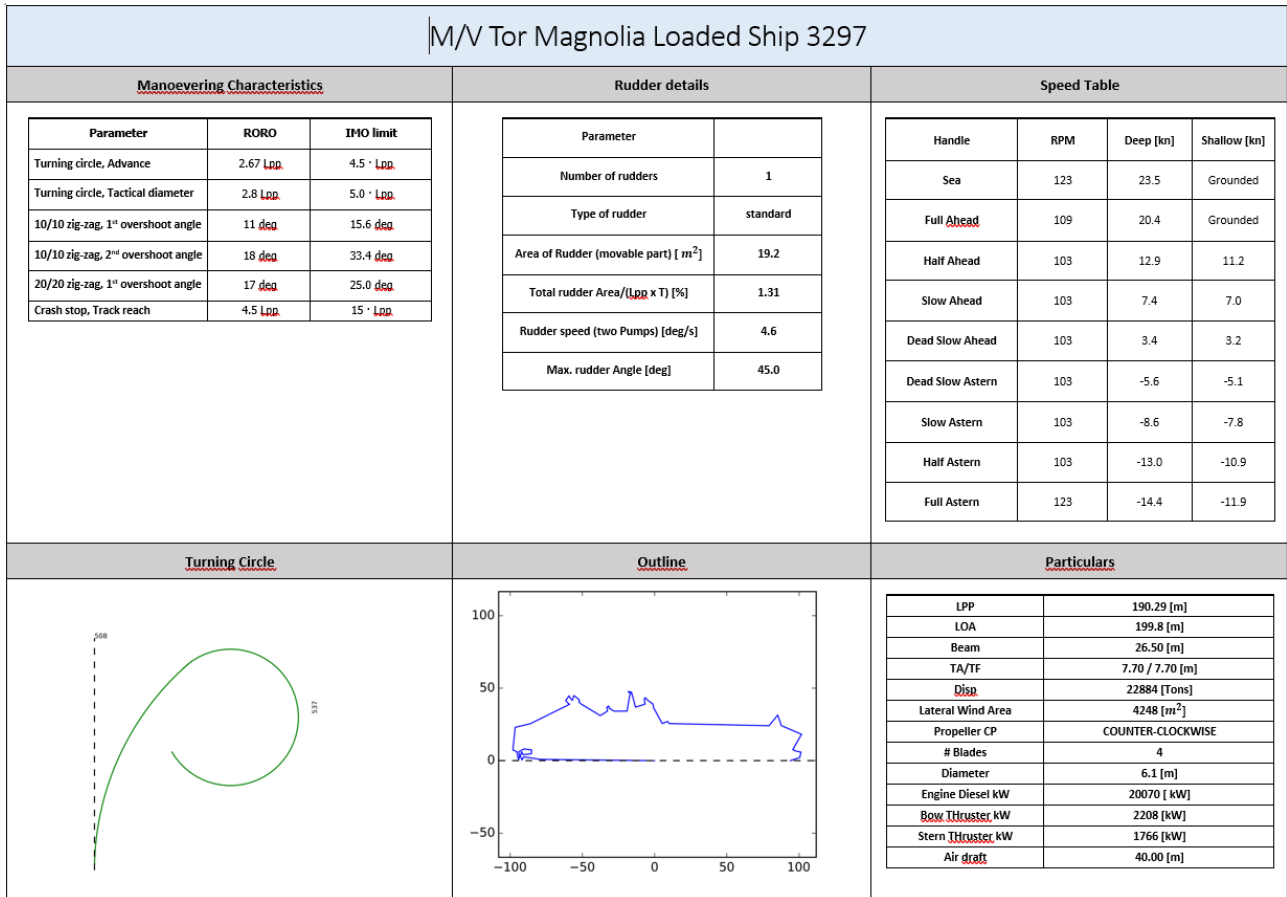 M/V Tor Magnolia Loaded Ship 3297
Manoevering Characteristics
Parameter RORO IMO limit
Turning circle, Advance 2.67 Lpp 4.5 · Lpp
Turning circle, Tactical diameter 2.8 Lpp 5.0 · Lpp
10/10 zig-zag, 1st overshoot angle 11 deg 15.6 deg
10/10 zig-zag, 2nd overshoot angle 18 deg 33.4 deg
20/20 zig-zag, 1st overshoot angle 17 deg 25.0 deg
Crash stop, Track reach 4.5 Lpp 15 · Lpp
Rudder details
Parameter
Number of rudders 1
Type of rudder standard
Area of Rudder (movable part) [ m²] 19.2
Total rudder Area/(Lpp x T) [%] 1.31
Rudder speed (two Pumps) [deg/s] 4.6
Max. rudder Angle [deg] 45.0
Speed Table
Handle RPM Deep [kn] Shallow [kn]
Sea 123 23.5 Grounded
Full Ahead 109 20.4 Grounded
Half Ahead 103 12.9 11.2
Slow Ahead 103 7.4 7.0
Dead Slow Ahead 103 3.4 3.2
Dead Slow Astern 103 -5.6 -5.1
Slow Astern 103 -8.6 -7.8
Half Astern 103 -13.0 -10.9
Full Astern 123 -14.4 -11.9
Turning Circle
508
537
Outline
100
50
0
−50
−100 −50 0 50 100
Particulars
LPP 190.29 [m]
LOA 199.8 [m]
Beam 26.50 [m]
TA/TF 7.70 / 7.70 [m]
Disp 22884 [Tons]
Lateral Wind Area 4248 [m²]
Propeller CP COUNTER-CLOCKWISE
# Blades 4
Diameter 6.1 [m]
Engine Diesel kW 20070 [ kW]
Bow THruster kW 2208 [kW]
Stern THruster kW 1766 [kW]
Air draft 40.00 [m]